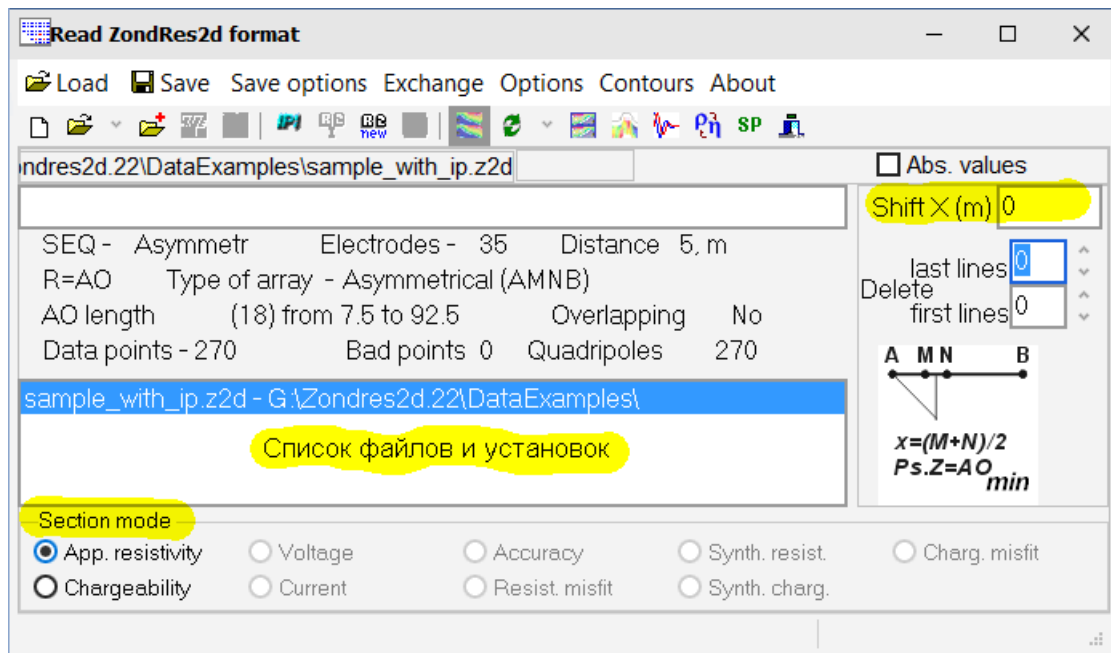 Read ZondRes2d format
Load Save Save options Exchange Options Contours About
IPI new SP
ondres2d.22\DataExamples\sample_with_ip.z2d
Abs. values
Shift X (m) 0
SEQ - Asymmetr Electrodes - 35 Distance 5, m
R=AO Type of array - Asymmetrical (AMNB)
AO length (18) from 7.5 to 92.5 Overlapping No
Data points - 270 Bad points 0 Quadripoles 270
last lines 0
Delete
first lines 0
A M N B
x=(M+N)/2
Ps.Z=AOmin
sample_with_ip.z2d - G:\Zondres2d.22\DataExamples\
Список файлов и установок
Section mode
App. resistivity Voltage Accuracy Synth. resist. Charg. misfit
Chargeability Current Resist. misfit Synth. charg.